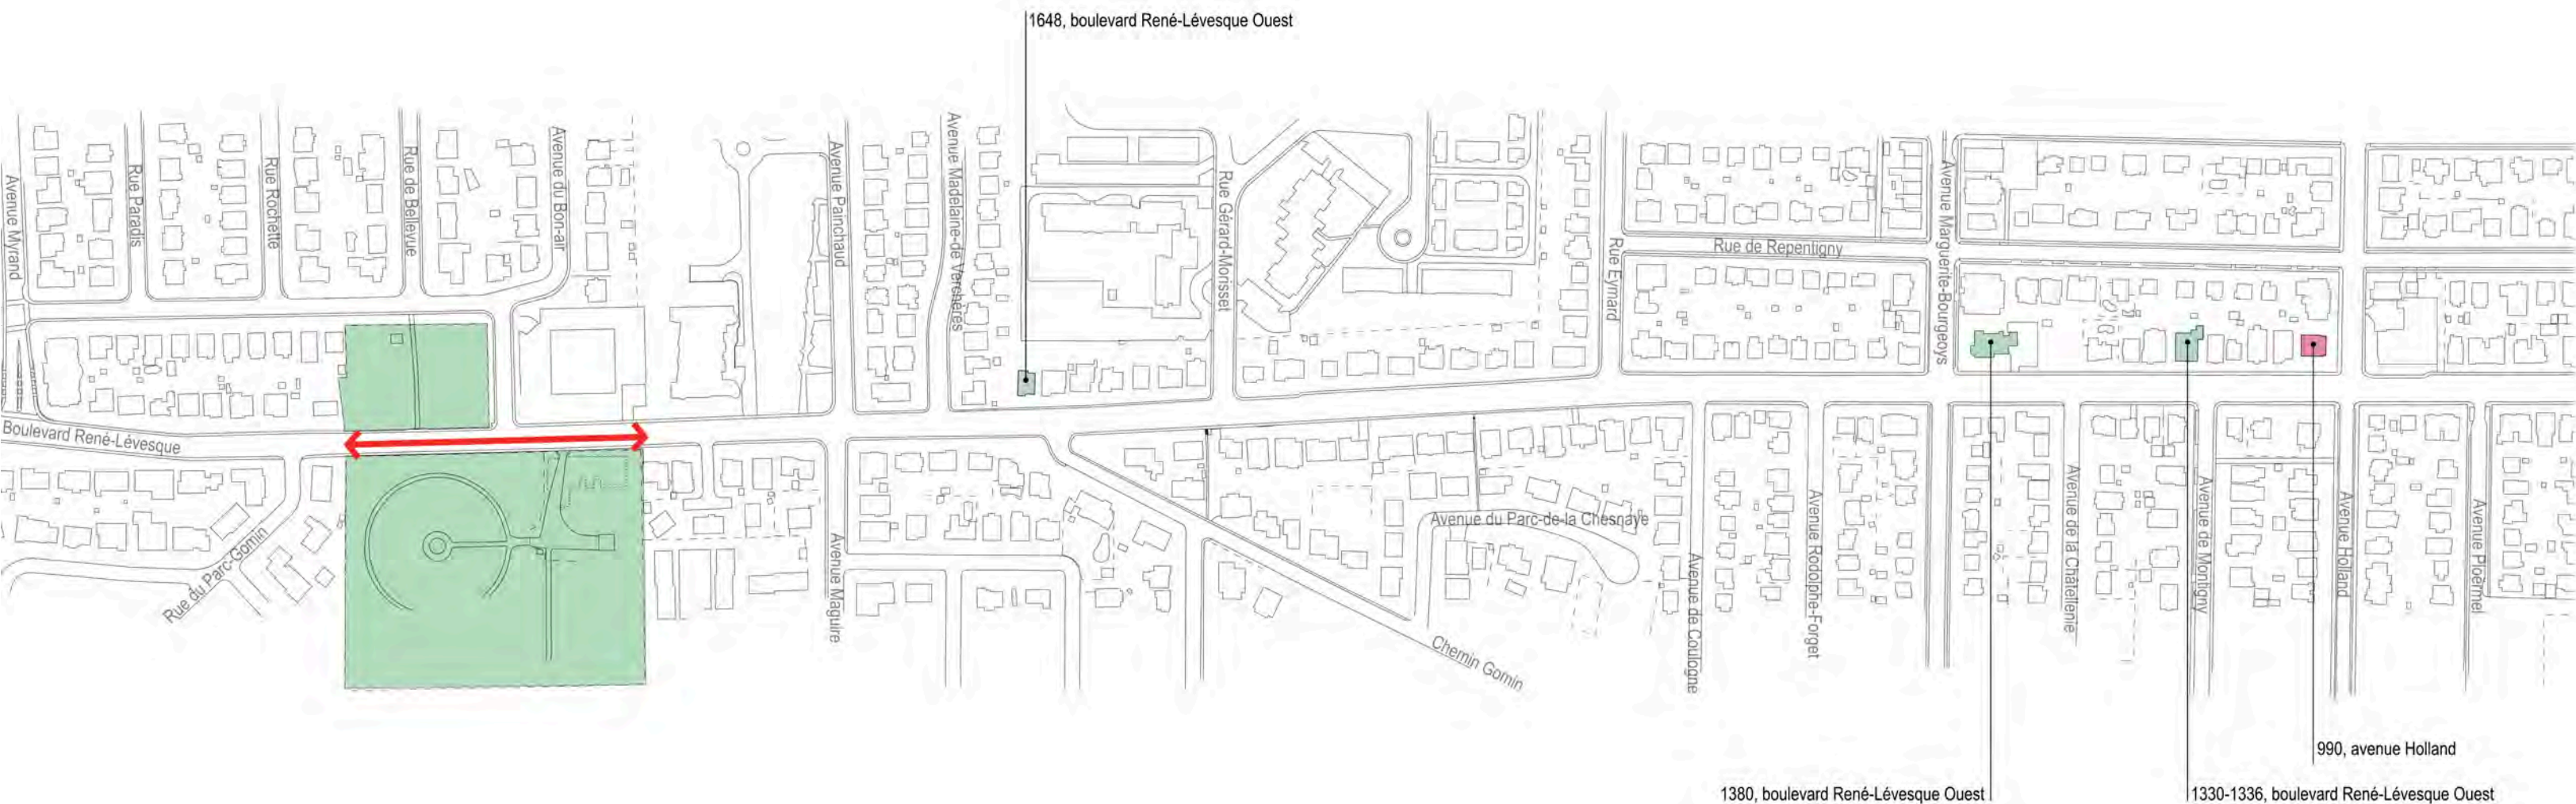 1648, boulevard René-Lévesque Ouest
Avenue Myrand
Rue Paradis
Rue Rochette
Rue de Bellevue
Avenue du Bon-air
Avenue Panchaud
Avenue Madelaine-de Verchères
Rue Gérard-Morisset
Rue Eymard
Rue de Repentigny
Avenue Marguerite-Bourgeoys
Boulevard René-Lévesque
Rue du Parc-Gomin
Avenue Maguire
Avenue du Parc-de-la Chesnaye
Chemin Gomin
Avenue de Coulogne
Avenue Rodolphe-Forget
Avenue de la Châtellenie
Avenue de Montigny
Avenue Holland
Avenue Ploërmel
990, avenue Holland
1380, boulevard René-Lévesque Ouest
1330-1336, boulevard René-Lévesque Ouest